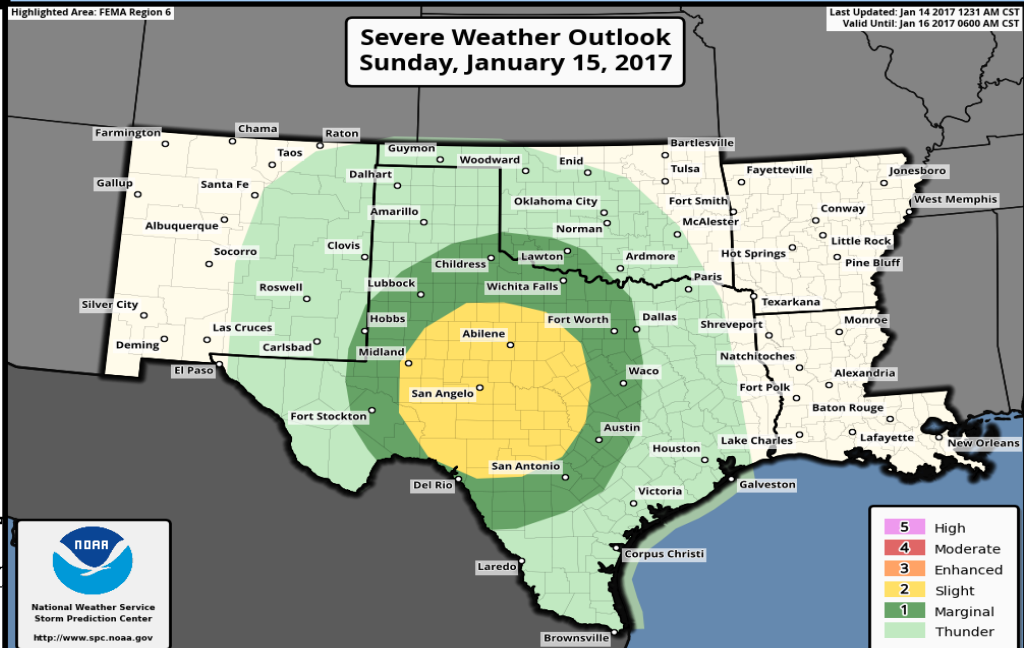 Highlighted Area: FEMA Region 6
Last Updated: Jan 14 2017 1231 AM CST
Valid Until: Jan 16 2017 0600 AM CST
Severe Weather Outlook
Sunday, January 15, 2017
Farmington
Chama
Raton
Taos
Guymon
Woodward
Enid
Bartlesville
Tulsa
Fayetteville
Jonesboro
Gallup
Santa Fe
Dalhart
Oklahoma City
Fort Smith
West Memphis
Albuquerque
Amarillo
Norman
McAlester
Conway
Socorro
Clovis
Childress
Lawton
Ardmore
Hot Springs
Little Rock
Pine Bluff
Roswell
Lubbock
Wichita Falls
Paris
Silver City
Las Cruces
Hobbs
Fort Worth
Dallas
Texarkana
Shreveport
Monroe
Deming
Carlsbad
Midland
Abilene
Natchitoches
El Paso
San Angelo
Waco
Fort Polk
Alexandria
Fort Stockton
Austin
Baton Rouge
Houston
Lake Charles
Lafayette
New Orleans
Del Rio
San Antonio
Victoria
Galveston
Laredo
Corpus Christi
Brownsville
NOAA
National Weather Service
Storm Prediction Center
http://www.spc.noaa.gov
5 High
4 Moderate
3 Enhanced
2 Slight
1 Marginal
Thunder